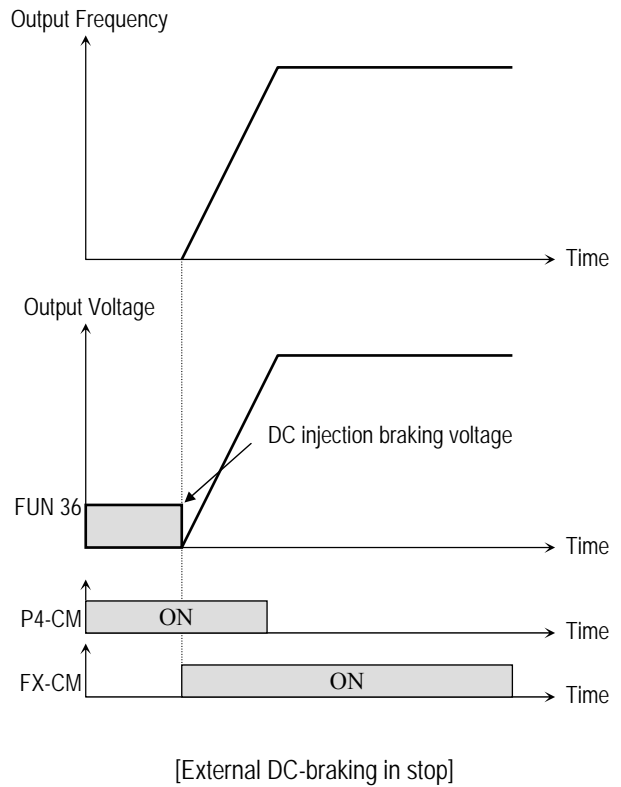 Output Frequency
Time
Output Voltage
DC injection braking voltage
FUN 36
Time
P4-CM
ON
Time
FX-CM
ON
Time
[External DC-braking in stop]